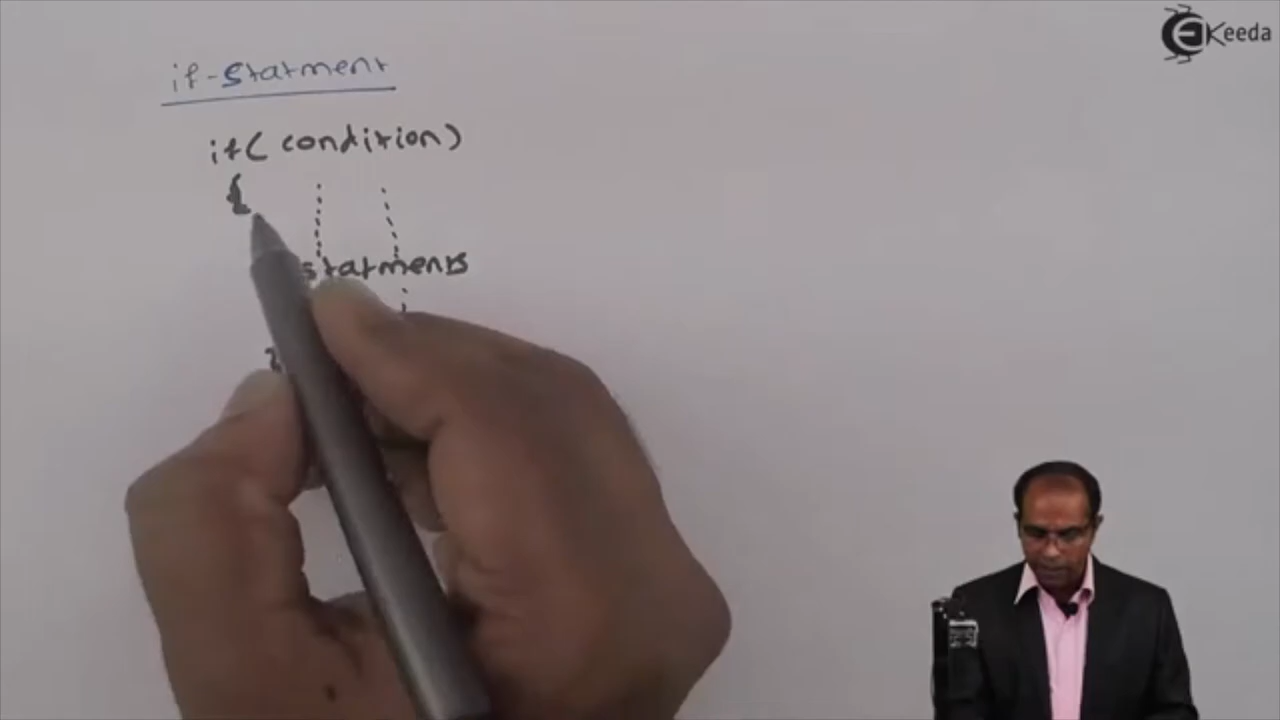 EKeeda
if-Statment
if( condition)
{
statments
}